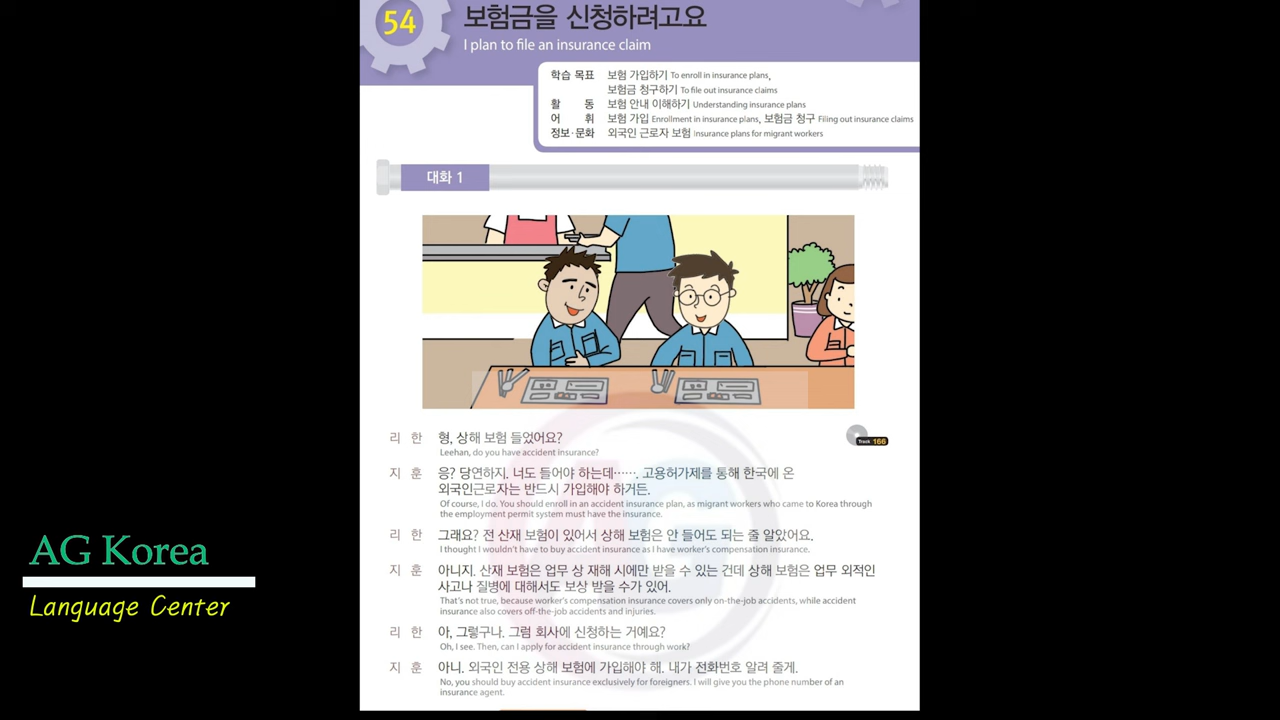 54
보험금을 신청하려고요
I plan to file an insurance claim
학습 목표 보험 가입하기 To enroll in insurance plans,
보험금 청구하기 To file out insurance claims
활 동 보험 안내 이해하기 Understanding insurance plans
어 휘 보험 가입 Enrollment in insurance plans, 보험금 청구 Filing out insurance claims
정보·문화 외국인 근로자 보험 Insurance plans for migrant workers
대화 1
리 한 형, 상해 보험 들었어요?
Track 166
Leehan, do you have accident insurance?
지 훈 응? 당연하지. 너도 들어야 하는데……. 고용허가제를 통해 한국에 온
외국인근로자는 반드시 가입해야 하거든.
Of course, I do. You should enroll in an accident insurance plan, as migrant workers who came to Korea through
the employment permit system must have the insurance.
리 한 그래요? 전 산재 보험이 있어서 상해 보험은 안 들어도 되는 줄 알았어요.
I thought I wouldn't have to buy accident insurance as I have worker's compensation insurance.
지 훈 아니지. 산재 보험은 업무 상 재해 시에만 받을 수 있는 건데 상해 보험은 업무 외적인
사고나 질병에 대해서도 보상 받을 수가 있어.
That's not true, because worker's compensation insurance covers only on-the-job accidents, while accident
insurance also covers off-the-job accidents and injuries.
리 한 아, 그렇구나. 그럼 회사에 신청하는 거예요?
Oh, I see. Then, can I apply for accident insurance through work?
지 훈 아니. 외국인 전용 상해 보험에 가입해야 해. 내가 전화번호 알려 줄게.
No, you should buy accident insurance exclusively for foreigners. I will give you the phone number of an
insurance agent.
AG Korea
Language Center